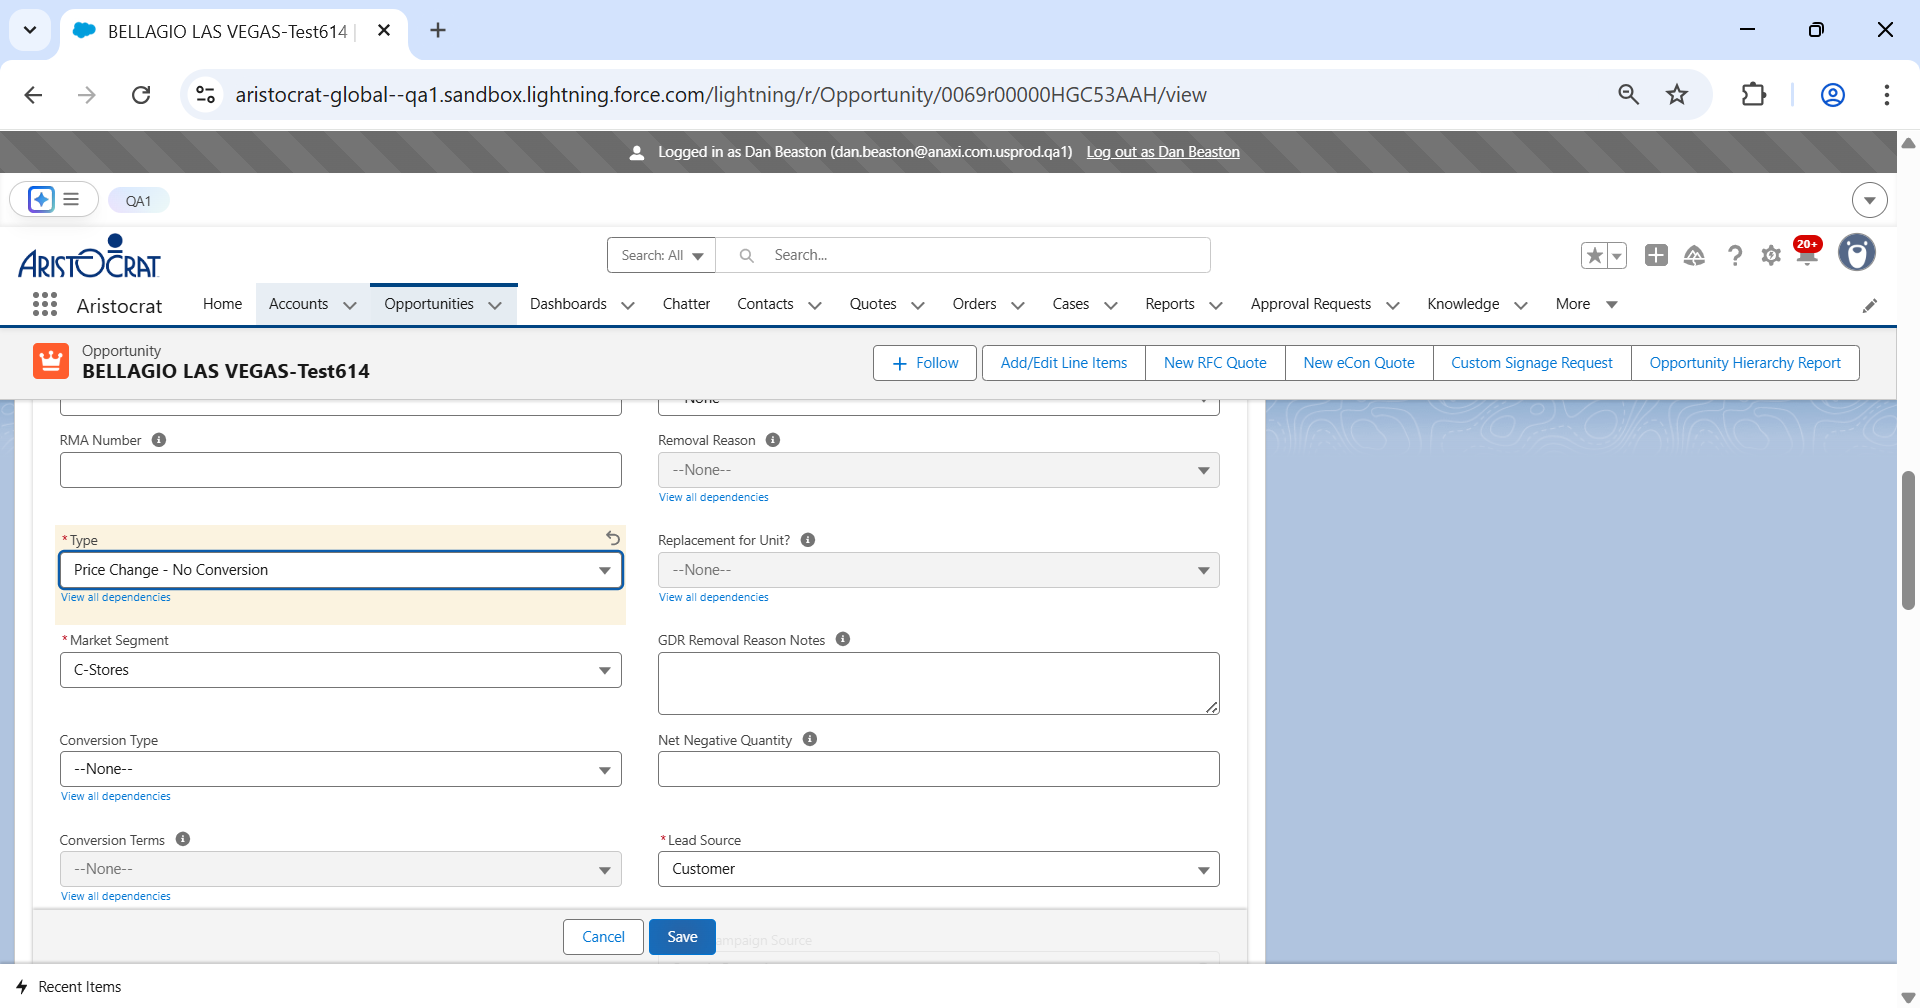 BELLAGIO LAS VEGAS-Test614
aristocrat-global--qa1.sandbox.lightning.force.com/lightning/r/Opportunity/0069r00000HGC53AAH/view
Logged in as Dan Beaston (dan.beaston@anaxi.com.usprod.qa1) Log out as Dan Beaston
QA1
ARISTOCRAT
Search: All
Search...
20+
Aristocrat
Home
Accounts
Opportunities
Dashboards
Chatter
Contacts
Quotes
Orders
Cases
Reports
Approval Requests
Knowledge
More
Opportunity
BELLAGIO LAS VEGAS-Test614
Follow
Add/Edit Line Items
New RFC Quote
New eCon Quote
Custom Signage Request
Opportunity Hierarchy Report
RMA Number
Removal Reason
--None--
View all dependencies
*Type
Price Change - No Conversion
View all dependencies
Replacement for Unit?
--None--
View all dependencies
*Market Segment
C-Stores
GDR Removal Reason Notes
Conversion Type
--None--
View all dependencies
Net Negative Quantity
Conversion Terms
--None--
View all dependencies
*Lead Source
Customer
Cancel
Save
Recent Items